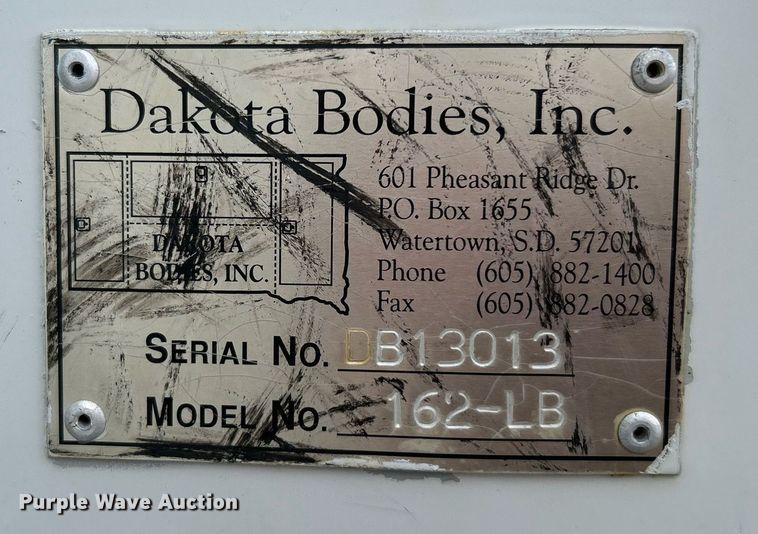 Dakota Bodies, Inc.
DAKOTA
BODIES, INC.
601 Pheasant Ridge Dr.
P.O. Box 1655
Watertown, S.D. 57201
Phone (605) 882-1400
Fax (605) 882-0828
SERIAL NO. DB13013
MODEL NO. 162-LB
Purple Wave Auction